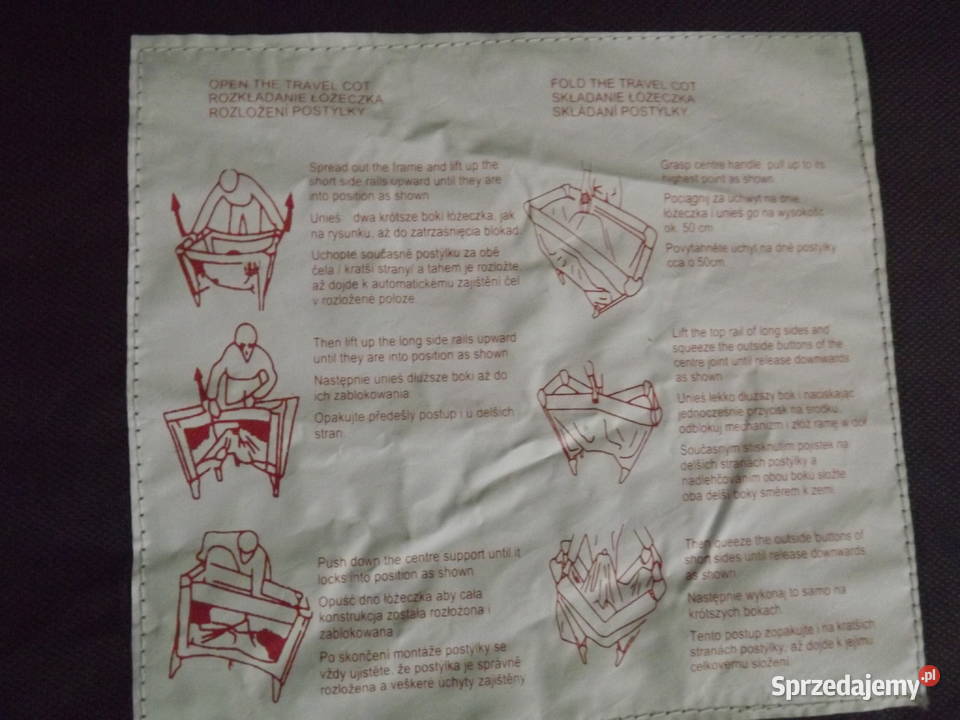 OPEN THE TRAVEL COT
ROZKŁADANIE ŁÓŻECZKA
ROZLOŽENÍ POSTÝLKY
Spread out the frame and lift up the
short side rails upward until they are
into position as shown
Unieś dwa krótsze boki łóżeczka, jak
na rysunku, aż do zatrzaśnięcia blokad.
Uchopte současně postýlku za obě
čela / kratší strany/ a tahem je rozložte,
až dojde k automatickému zajištění čel
v rozložené poloze.
Then lift up the long side rails upward
until they are into position as shown
Następnie unieś dłuższe boki aż do
ich zablokowania
Opakujte předešlý postup i u delších
stran.
Push down the centre support until it
locks into position as shown
Opuść dno łóżeczka aby cała
konstrukcja została rozłożona i
zablokowana
Po skončení montáže postýlky se
vždy ujistěte, že postýlka je správně
rozložena a veškeré úchyty zajištěny
FOLD THE TRAVEL COT
SKŁADANIE ŁÓŻECZKA
SKLÁDÁNÍ POSTÝLKY
Grasp centre handle, pull up to its
highest point as shown
Pociągnij za uchwyt na dnie,
łóżeczka i unieś go na wysokość
ok. 50 cm
Povytáhněte úchyt na dně postýlky
cca o 50cm.
Lift the top rail of long sides and
squeeze the outside buttons of the
centre joint until release downwards
as shown
Unieś lekko dłuższy bok i naciskając
jednocześnie przycisk na środku,
odblokuj mechanizm i złóż ramę w dół
Současným stisknutím pojistek na
delších stranách postýlky a
nadlehčováním obou boků složte
oba delší boky směrem k zemi.
Then queeze the outside buttons of
short sides until release downwards
as shown
Następnie wykonaj to samo na
krótszych bokach.
Tento postup zopakujte i na kratších
stranách postýlky, až dojde k jejímu
celkovému složení.
Sprzedajemy.pl